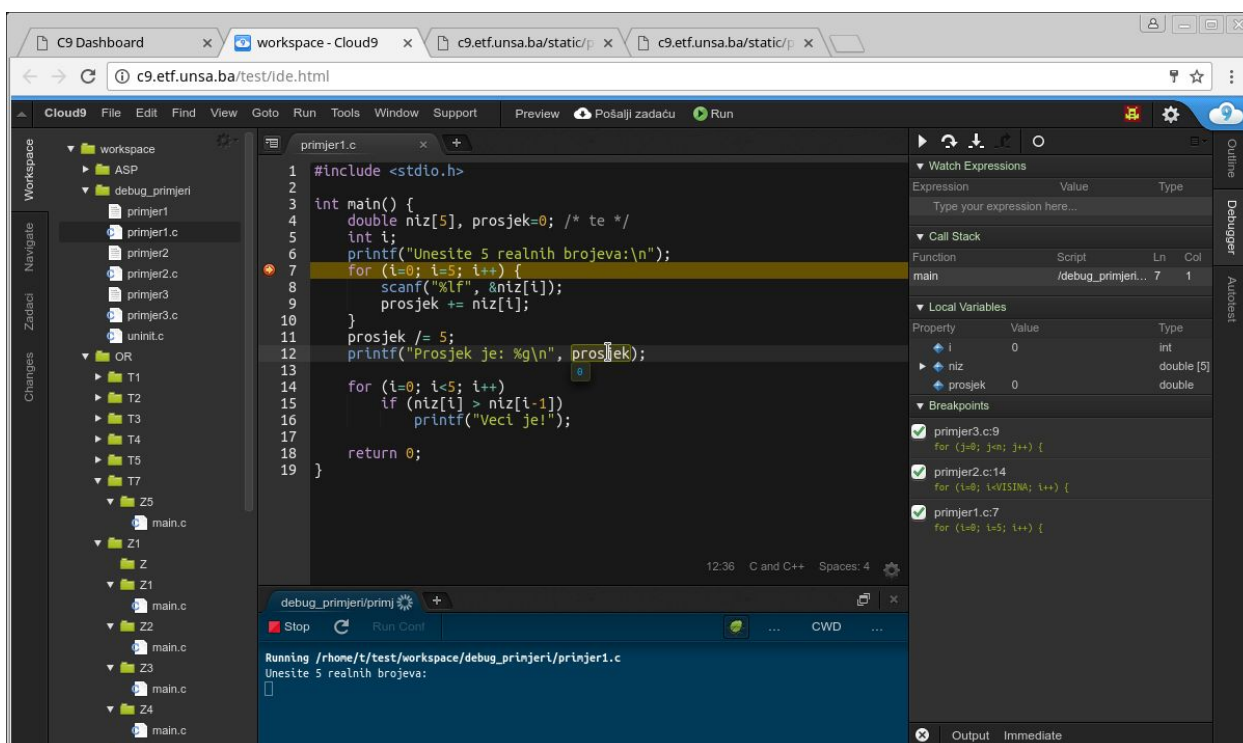 C9 Dashboard
workspace - Cloud9
c9.etf.unsa.ba/static/p
c9.etf.unsa.ba/static/p
c9.etf.unsa.ba/test/ide.html
Cloud9 File Edit Find View Goto Run Tools Window Support Preview Pošalji zadaću Run
Workspace
Navigate
Zadaci
Changes
workspace
ASP
debug_primjeri
primjer1
primjer1.c
primjer2
primjer2.c
primjer3
primjer3.c
uninit.c
OR
T1
T2
T3
T4
T5
T7
Z5
main.c
Z1
Z
Z1
main.c
Z2
main.c
Z3
main.c
Z4
main.c
primjer1.c
1 #include <stdio.h>
2
3 int main() {
4 double niz[5], prosjek=0; /* te */
5 int i;
6 printf("Unesite 5 realnih brojeva:\n");
7 for (i=0; i=5; i++) {
8 scanf("%lf", &niz[i]);
9 prosjek += niz[i];
10 }
11 prosjek /= 5;
12 printf("Prosjek je: %g\n", prosjek);
0
13
14 for (i=0; i<5; i++)
15 if (niz[i] > niz[i-1])
16 printf("Veci je!");
17
18 return 0;
19 }
12:36 C and C++ Spaces: 4
debug_primjeri/primj
Stop Run Conf ... CWD ...
Running /rhome/t/test/workspace/debug_primjeri/primjer1.c
Unesite 5 realnih brojeva:
Watch Expressions
Expression Value Type
Type your expression here...
Call Stack
Function Script Ln Col
main /debug_primjeri... 7 1
Local Variables
Property Value Type
i 0 int
niz double [5]
prosjek 0 double
Breakpoints
primjer3.c:9
for (j=0; j<n; j++) {
primjer2.c:14
for (i=0; i<VISINA; i++) {
primjer1.c:7
for (i=0; i=5; i++) {
Output Immediate
Outline
Debugger
Autotest